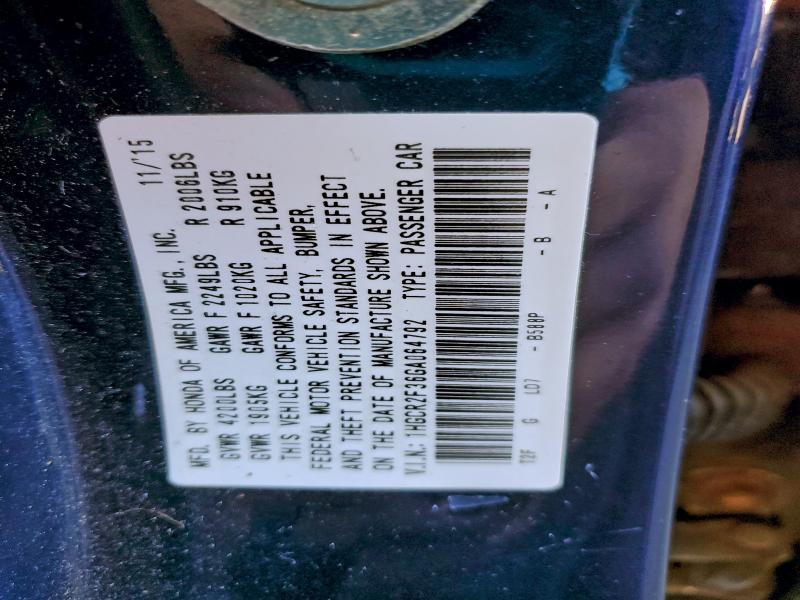 MFD. BY HONDA OF AMERICA MFG., INC. 11/'15
GVWR 4200LBS GAWR F 2249LBS R 2006LBS
GVWR 1905KG GAWR F 1020KG R 910KG
THIS VEHICLE CONFORMS TO ALL APPLICABLE
FEDERAL MOTOR VEHICLE SAFETY, BUMPER,
AND THEFT PREVENTION STANDARDS IN EFFECT
ON THE DATE OF MANUFACTURE SHOWN ABOVE.
V.I.N.: 1HGCR2F36GA064792 TYPE: PASSENGER CAR
T2F G LD7 - B588P - B - A